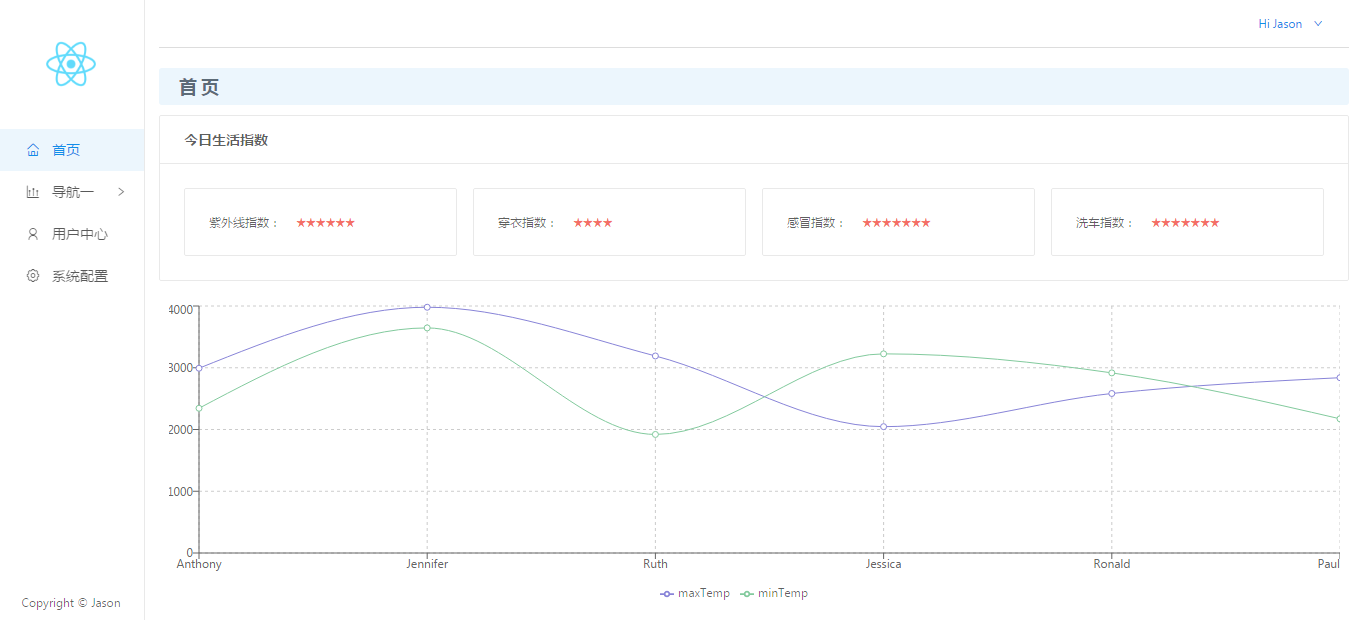 Hi Jason
首页
导航一
用户中心
系统配置
Copyright © Jason
首页
今日生活指数
紫外线指数： ★★★★★★
穿衣指数： ★★★★
感冒指数： ★★★★★★★
洗车指数： ★★★★★★★
4000
3000
2000
1000
0
Anthony Jennifer Ruth Jessica Ronald Paul
maxTemp minTemp